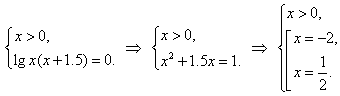 { x > 0, lg x(x+1.5) = 0. ⇒ { x > 0, x² + 1.5x = 1. ⇒ { x > 0, [ x = −2, x = 1/2.